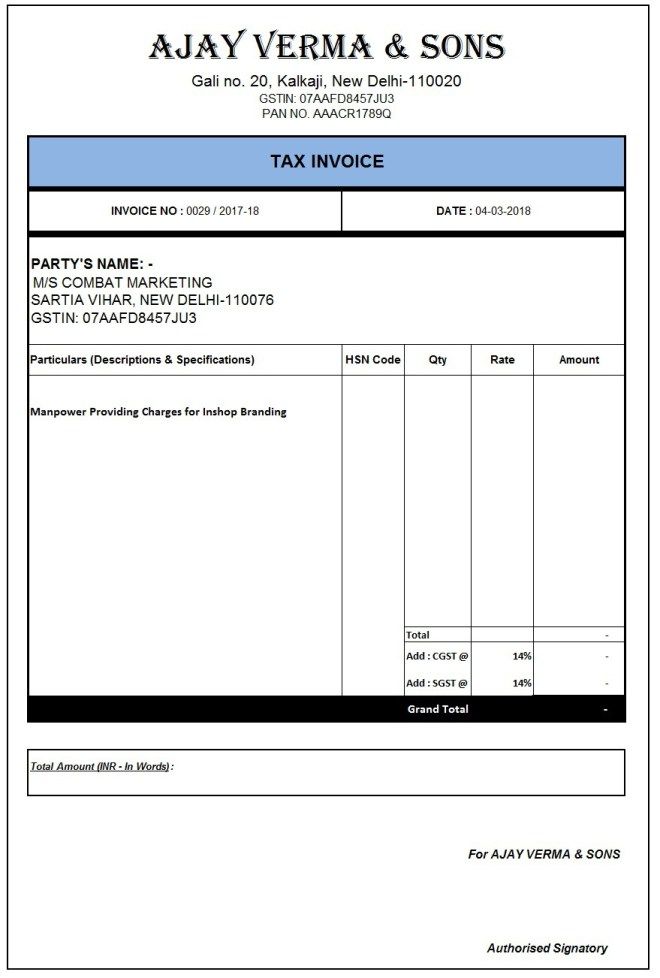 AJAY VERMA & SONS
Gali no. 20, Kalkaji, New Delhi-110020
GSTIN: 07AAFD8457JU3
PAN NO. AAACR1789Q
TAX INVOICE
INVOICE NO : 0029 / 2017-18 DATE : 04-03-2018
PARTY'S NAME: -
M/S COMBAT MARKETING
SARTIA VIHAR, NEW DELHI-110076
GSTIN: 07AAFD8457JU3
Particulars (Descriptions & Specifications) HSN Code Qty Rate Amount
Manpower Providing Charges for Inshop Branding
Total -
Add : CGST @ 14% -
Add : SGST @ 14% -
Grand Total -
Total Amount (INR - In Words) :
For AJAY VERMA & SONS
Authorised Signatory